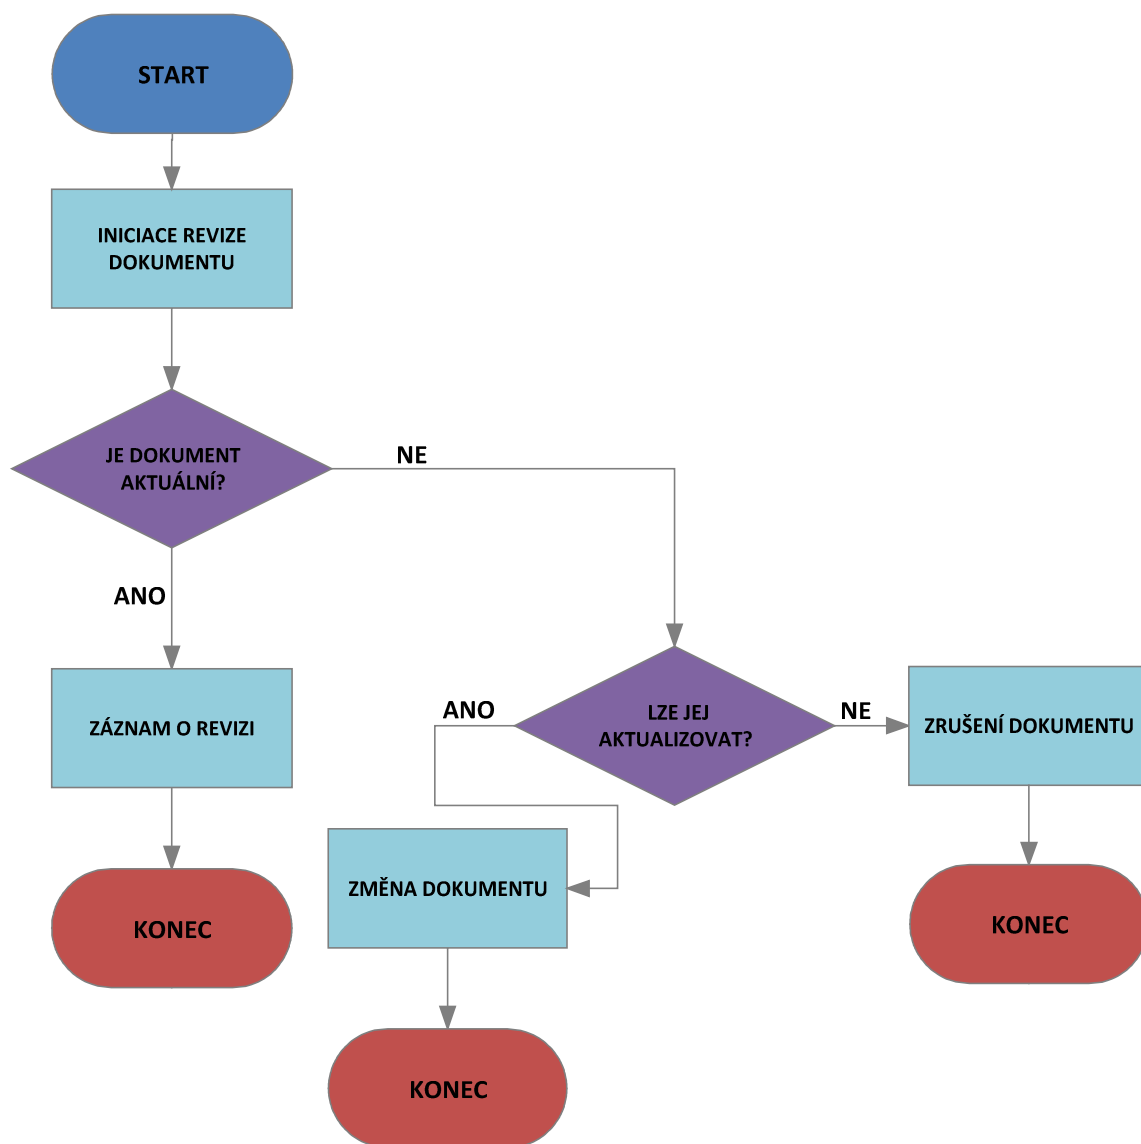 START
INICIACE REVIZE
DOKUMENTU
JE DOKUMENT
AKTUÁLNÍ?
NE
ANO
ZÁZNAM O REVIZI
KONEC
LZE JEJ
AKTUALIZOVAT?
ANO
ZMĚNA DOKUMENTU
KONEC
NE
ZRUŠENÍ DOKUMENTU
KONEC